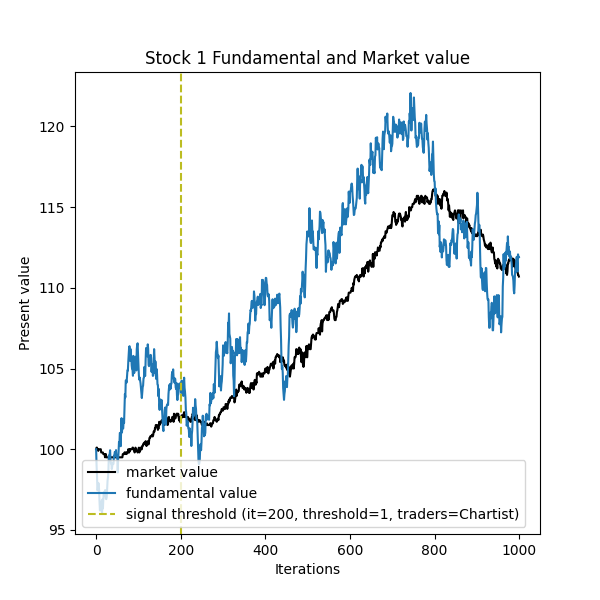 Stock 1 Fundamental and Market value
Present value
120
115
110
105
100
95
market value
fundamental value
signal threshold (it=200, threshold=1, traders=Chartist)
0 200 400 600 800 1000
Iterations